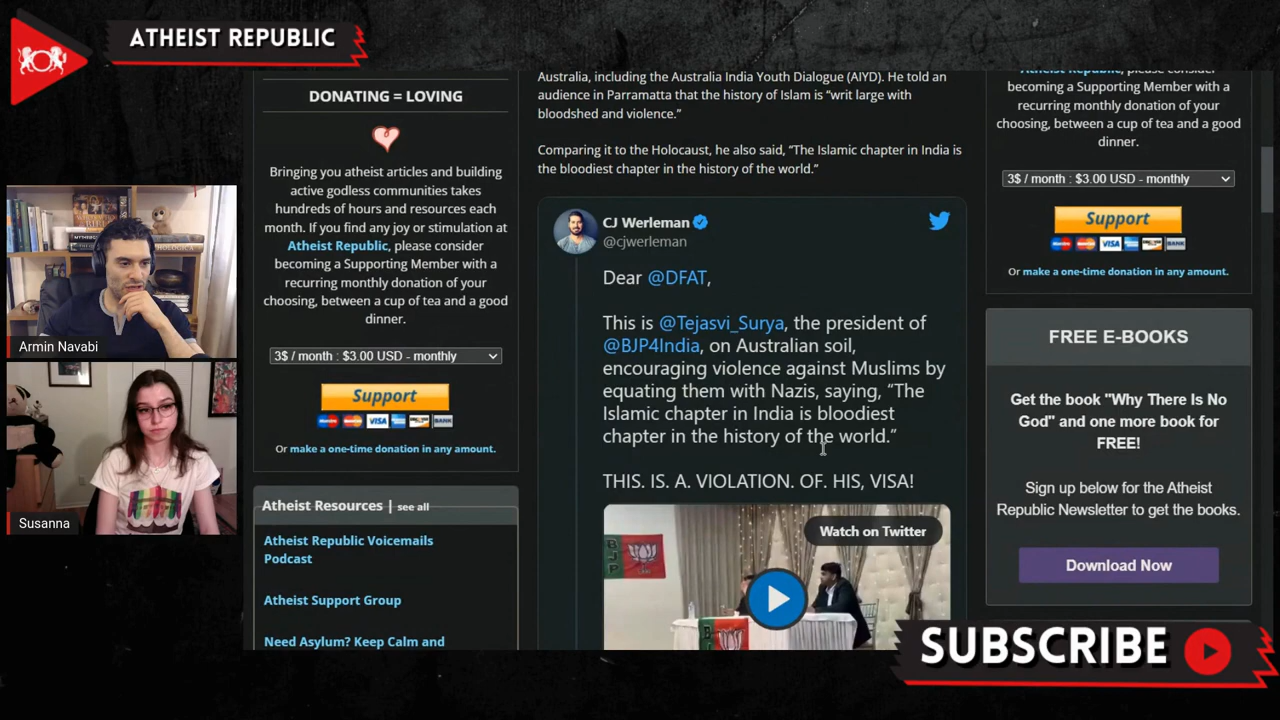 ATHEIST REPUBLIC
DONATING = LOVING
Bringing you atheist articles and building
active godless communities takes
hundreds of hours and resources each
month. If you find any joy or stimulation at
Atheist Republic, please consider
becoming a Supporting Member with a
recurring monthly donation of your
choosing, between a cup of tea and a good
dinner.
3$ / month : $3.00 USD - monthly
Support
VISA
BANK
Or make a one-time donation in any amount.
Atheist Resources | see all
Atheist Republic Voicemails
Podcast
Atheist Support Group
Need Asylum? Keep Calm and
Australia, including the Australia India Youth Dialogue (AIYD). He told an
audience in Parramatta that the history of Islam is “writ large with
bloodshed and violence.”
Comparing it to the Holocaust, he also said, “The Islamic chapter in India is
the bloodiest chapter in the history of the world.”
CJ Werleman
@cjwerleman
Dear @DFAT,
This is @Tejasvi_Surya, the president of
@BJP4India, on Australian soil,
encouraging violence against Muslims by
equating them with Nazis, saying, “The
Islamic chapter in India is bloodiest
chapter in the history of the world.”
THIS. IS. A. VIOLATION. OF. HIS, VISA!
Watch on Twitter
BJP
Atheist Republic, please consider
becoming a Supporting Member with a
recurring monthly donation of your
choosing, between a cup of tea and a good
dinner.
3$ / month : $3.00 USD - monthly
Support
VISA
BANK
Or make a one-time donation in any amount.
FREE E-BOOKS
Get the book "Why There Is No
God" and one more book for
FREE!
Sign up below for the Atheist
Republic Newsletter to get the books.
Download Now
Armin Navabi
Susanna
SUBSCRIBE